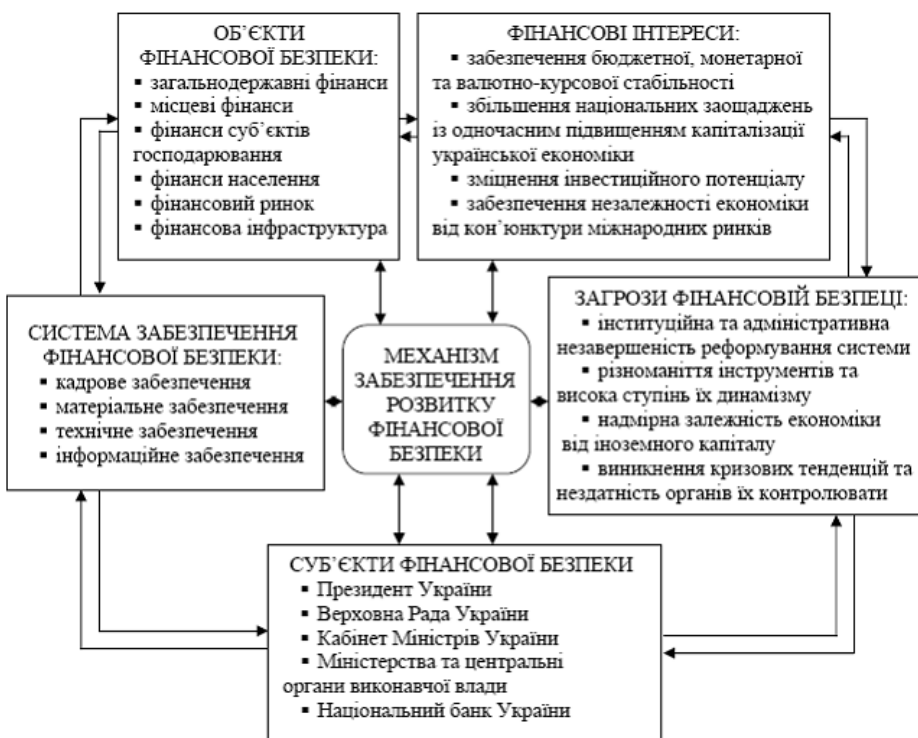 ОБ’ЄКТИ
ФІНАНСОВОЇ БЕЗПЕКИ:
▪ загальнодержавні фінанси
▪ місцеві фінанси
▪ фінанси суб’єктів
господарювання
▪ фінанси населення
▪ фінансовий ринок
▪ фінансова інфраструктура
ФІНАНСОВІ ІНТЕРЕСИ:
▪ забезпечення бюджетної, монетарної
та валютно-курсової стабільності
▪ збільшення національних заощаджень
із одночасним підвищенням капіталізації
української економіки
▪ зміцнення інвестиційного потенціалу
▪ забезпечення незалежності економіки
від кон’юнктури міжнародних ринків
СИСТЕМА ЗАБЕЗПЕЧЕННЯ
ФІНАНСОВОЇ БЕЗПЕКИ:
▪ кадрове забезпечення
▪ матеріальне забезпечення
▪ технічне забезпечення
▪ інформаційне забезпечення
МЕХАНІЗМ
ЗАБЕЗПЕЧЕННЯ
РОЗВИТКУ
ФІНАНСОВОЇ
БЕЗПЕКИ
ЗАГРОЗИ ФІНАНСОВІЙ БЕЗПЕЦІ:
▪ інституційна та адміністративна
незавершеність реформування системи
▪ різноманіття інструментів та
висока ступінь їх динамізму
▪ надмірна залежність економіки
від іноземного капіталу
▪ виникнення кризових тенденцій та
нездатність органів їх контролювати
СУБ’ЄКТИ ФІНАНСОВОЇ БЕЗПЕКИ
▪ Президент України
▪ Верховна Рада України
▪ Кабінет Міністрів України
▪ Міністерства та центральні
органи виконавчої влади
▪ Національний банк України